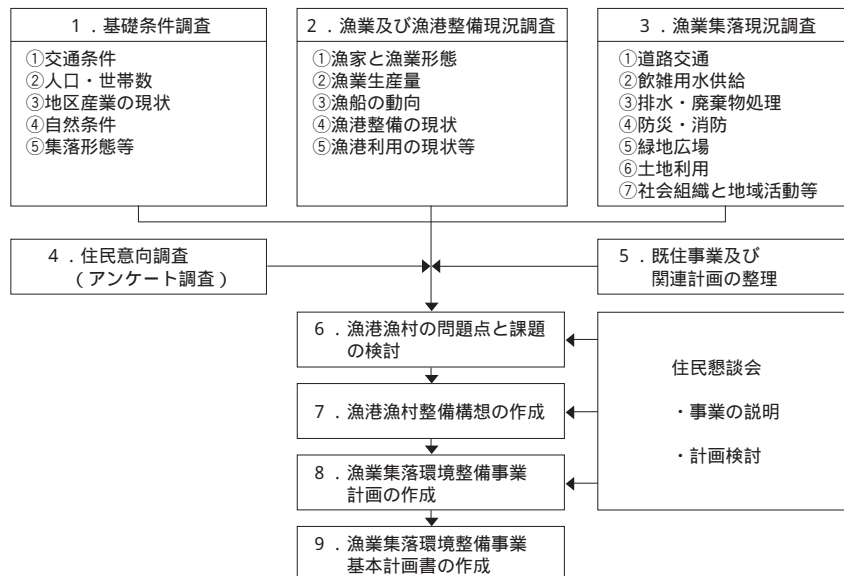 1．基礎条件調査
①交通条件
②人口・世帯数
③地区産業の現状
④自然条件
⑤集落形態等
2．漁業及び漁港整備現況調査
①漁家と漁業形態
②漁業生産量
③漁船の動向
④漁港整備の現状
⑤漁港利用の現状等
3．漁業集落現況調査
①道路交通
②飲雑用水供給
③排水・廃棄物処理
④防災・消防
⑤緑地広場
⑥土地利用
⑦社会組織と地域活動等
4．住民意向調査
（アンケート調査）
5．既住事業及び
関連計画の整理
6．漁港漁村の問題点と課題
の検討
7．漁港漁村整備構想の作成
8．漁業集落環境整備事業
計画の作成
9．漁業集落環境整備事業
基本計画書の作成
住民懇談会
・事業の説明
・計画検討